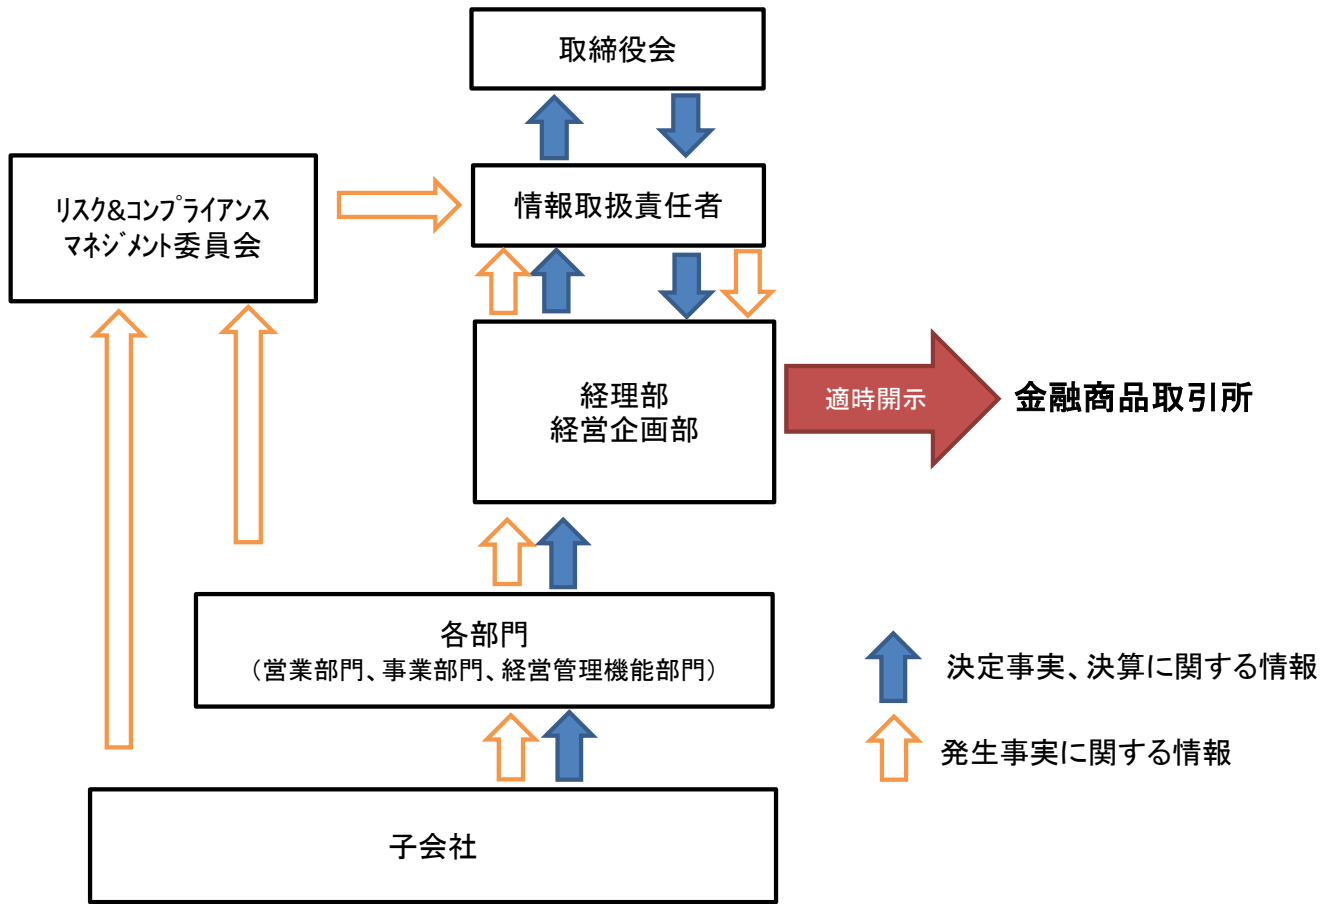 取締役会
情報取扱責任者
リスク&コンプライアンス
マネジメント委員会
経理部
経営企画部
適時開示
金融商品取引所
各部門
（営業部門、事業部門、経営管理機能部門）
決定事実、決算に関する情報
発生事実に関する情報
子会社